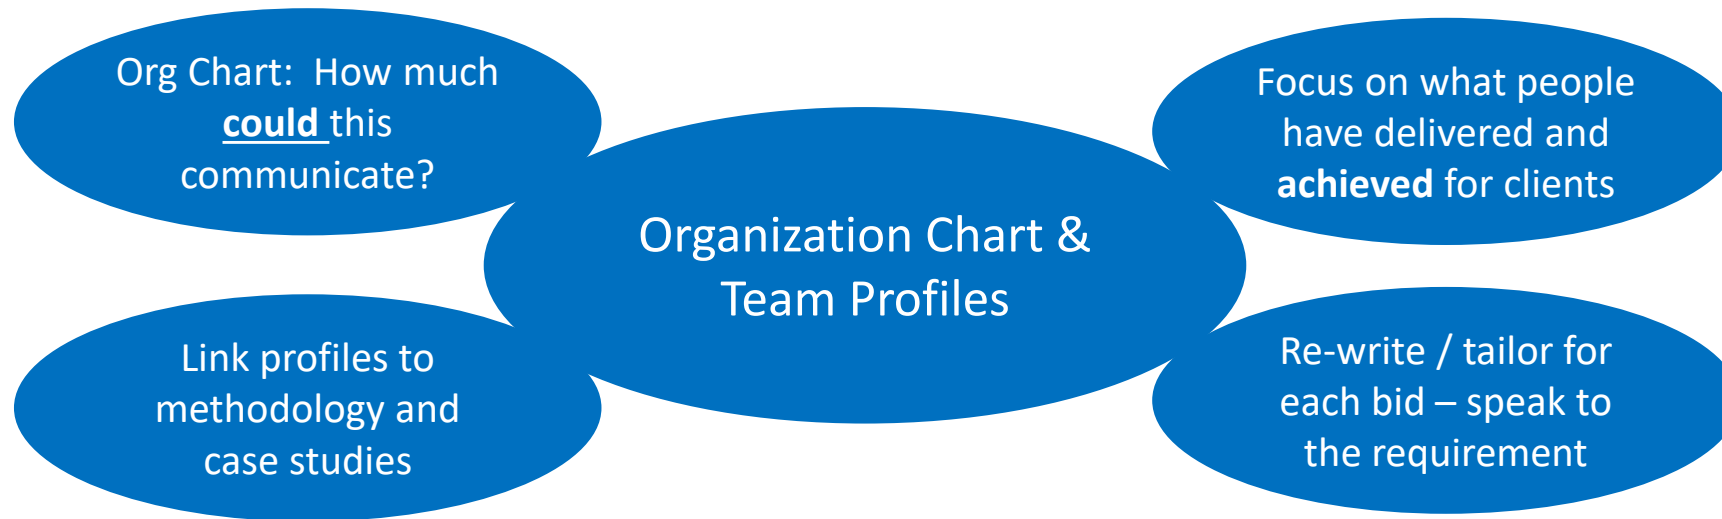 Org Chart:  How much
could this
communicate?
Focus on what people
have delivered and
achieved for clients
Organization Chart &
Team Profiles
Link profiles to
methodology and
case studies
Re-write / tailor for
each bid – speak to
the requirement